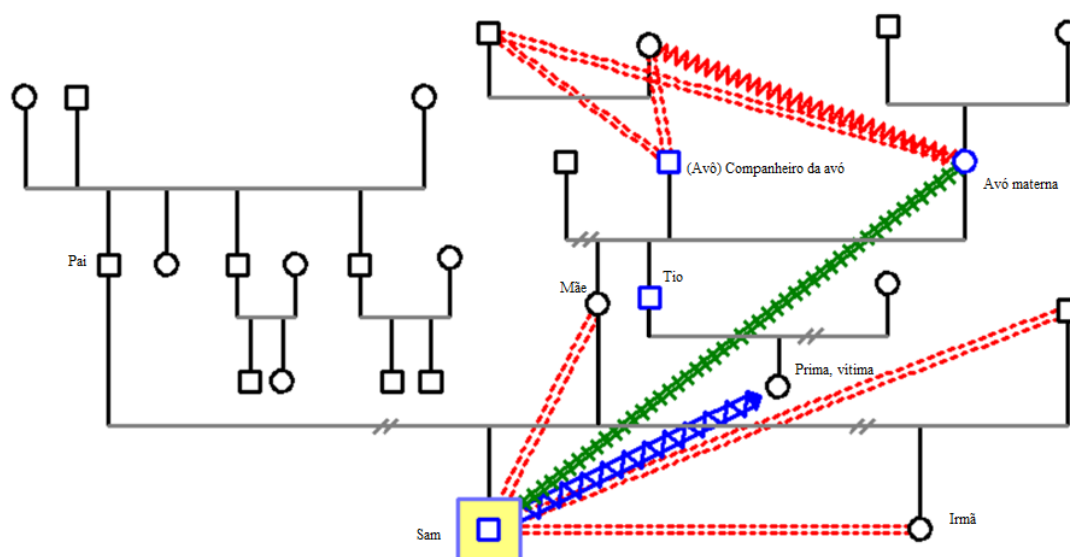 (Avô) Companheiro da avó
Avó materna
Pai
Mãe
Tio
Prima, vítima
Sam
Irmã